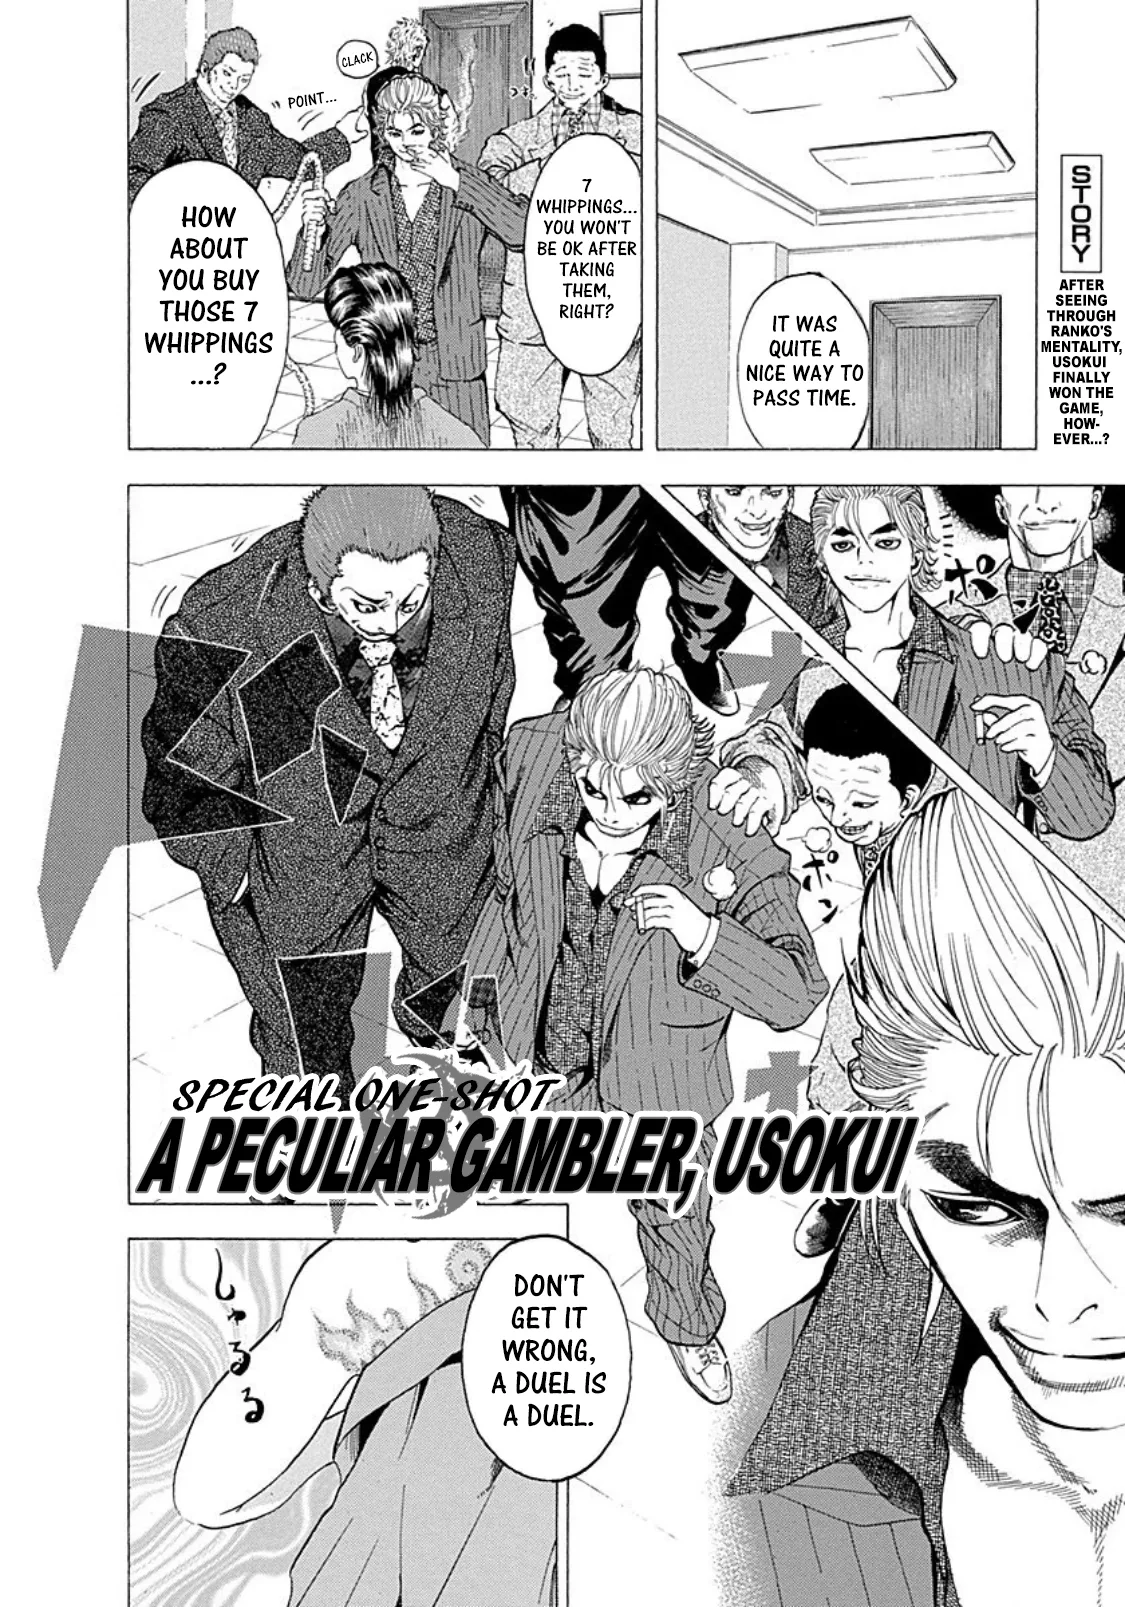 STORY
AFTER
SEEING
THROUGH
RANKO'S
MENTALITY,
USOKUI
FINALLY
WON THE
GAME,
HOW-
EVER...?
IT WAS
QUITE A
NICE WAY TO
PASS TIME.
CLACK
POINT...
7
WHIPPINGS...
YOU WON'T
BE OK AFTER
TAKING
THEM,
RIGHT?
HOW
ABOUT
YOU BUY
THOSE 7
WHIPPINGS
...?
ポン
ポン
SPECIAL ONE-SHOT
A PECULIAR GAMBLER, USOKUI
DON'T
GET IT
WRONG,
A DUEL IS
A DUEL.
しゅるる